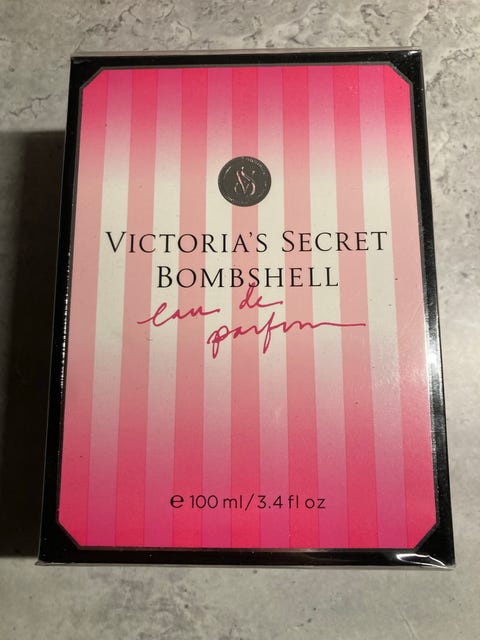 VS
VICTORIA'S SECRET
BOMBSHELL
eau de
parfum
℮ 100 ml/3.4 fl oz